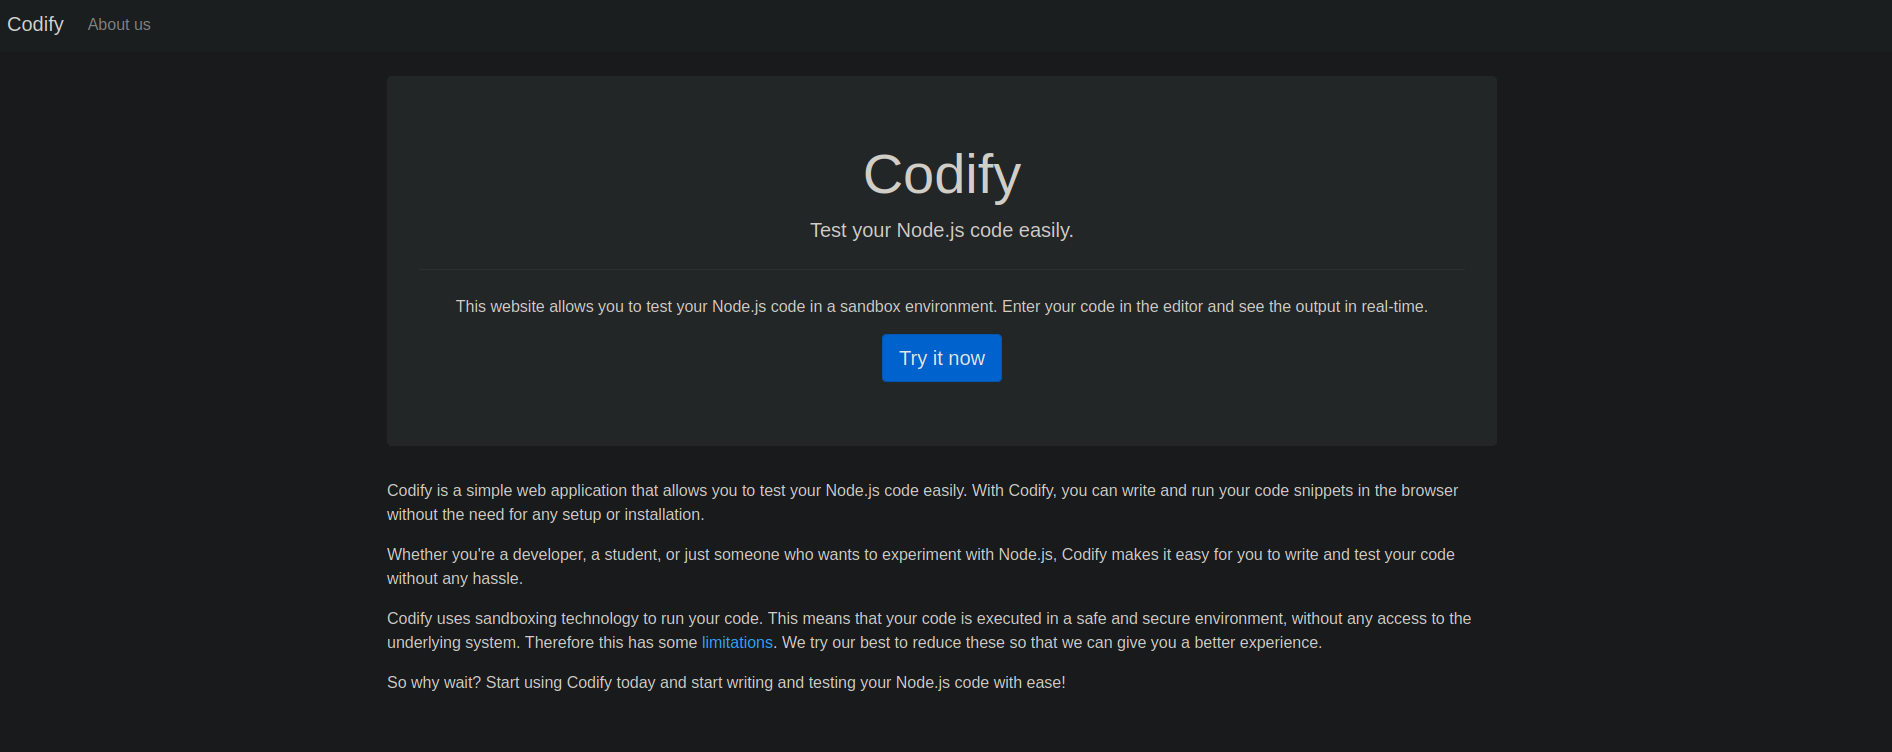 Codify About us
Codify
Test your Node.js code easily.
This website allows you to test your Node.js code in a sandbox environment. Enter your code in the editor and see the output in real-time.
Try it now
Codify is a simple web application that allows you to test your Node.js code easily. With Codify, you can write and run your code snippets in the browser
without the need for any setup or installation.
Whether you're a developer, a student, or just someone who wants to experiment with Node.js, Codify makes it easy for you to write and test your code
without any hassle.
Codify uses sandboxing technology to run your code. This means that your code is executed in a safe and secure environment, without any access to the
underlying system. Therefore this has some limitations. We try our best to reduce these so that we can give you a better experience.
So why wait? Start using Codify today and start writing and testing your Node.js code with ease!